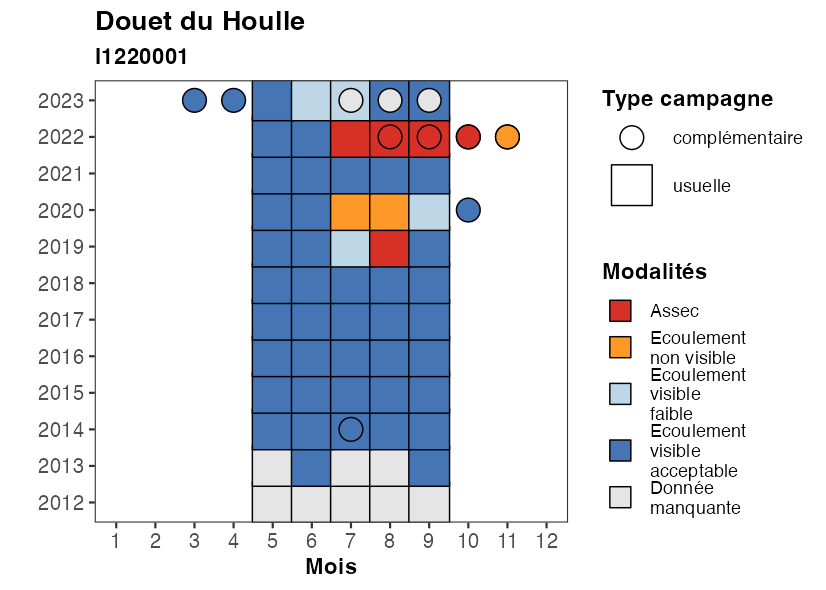 Douet du Houlle
I1220001
2023
2022
2021
2020
2019
2018
2017
2016
2015
2014
2013
2012
1 2 3 4 5 6 7 8 9 10 11 12
Mois
Type campagne
complémentaire
usuelle
Modalités
Assec
Ecoulement
non visible
Ecoulement
visible
faible
Ecoulement
visible
acceptable
Donnée
manquante